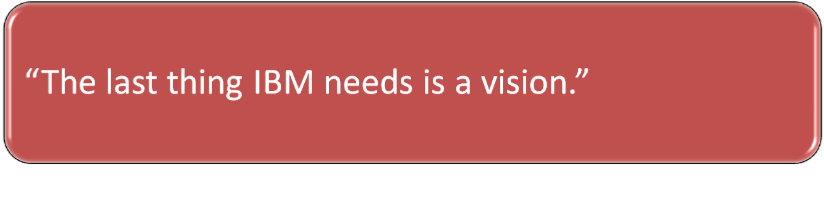 “The last thing IBM needs is a vision.”